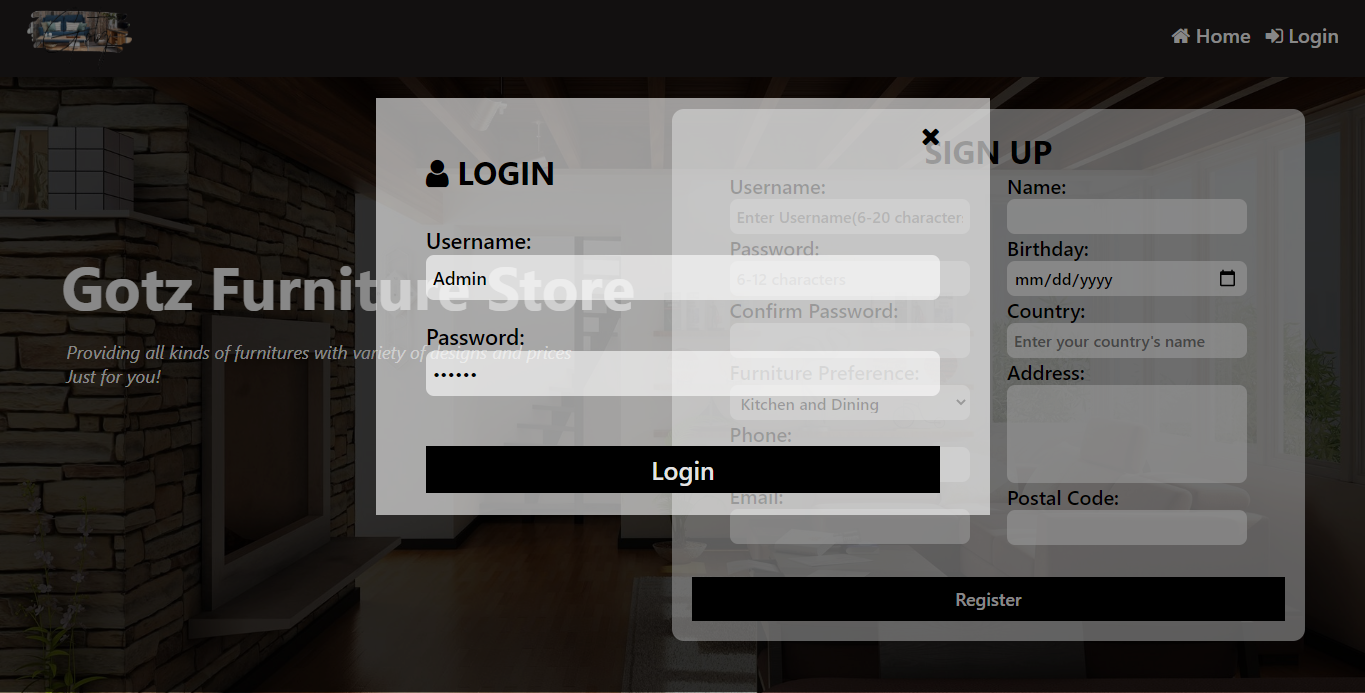 Home
Login
LOGIN
Username:
Admin
Password:
••••••
Login
Gotz Furniture Store
Providing all kinds of furnitures with variety of designs and prices
Just for you!
SIGN UP
Username:
Enter Username(6-20 characters
Password:
6-12 characters
Confirm Password:
Furniture Preference:
Kitchen and Dining
Phone:
Email:
Name:
Birthday:
mm/dd/yyyy
Country:
Enter your country's name
Address:
Postal Code:
Register